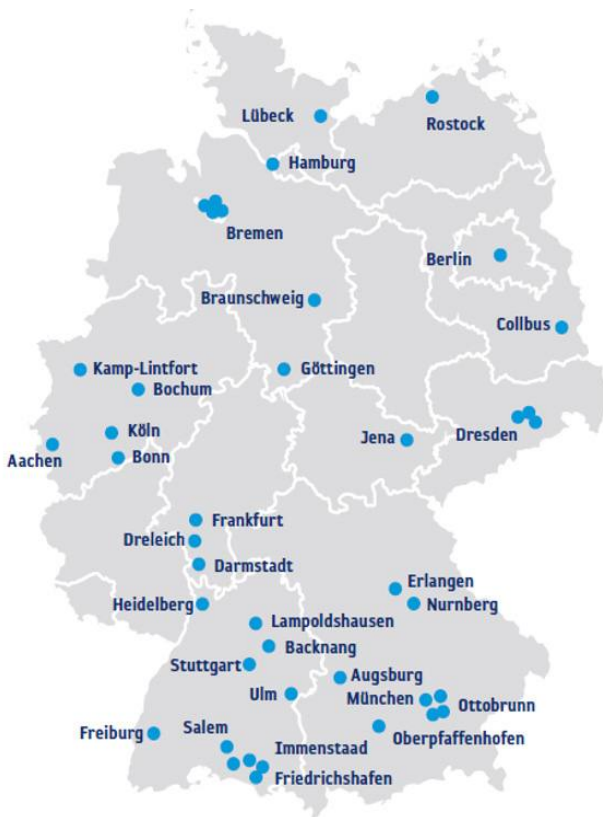 Lübeck
Rostock
Hamburg
Bremen
Berlin
Braunschweig
Collbus
Kamp-Lintfort
Göttingen
Bochum
Köln
Jena
Dresden
Aachen
Bonn
Frankfurt
Dreleich
Darmstadt
Erlangen
Heidelberg
Nurnberg
Lampoldshausen
Backnang
Stuttgart
Augsburg
Ulm
München
Ottobrunn
Freiburg
Salem
Oberpfaffenhofen
Immenstaad
Friedrichshafen